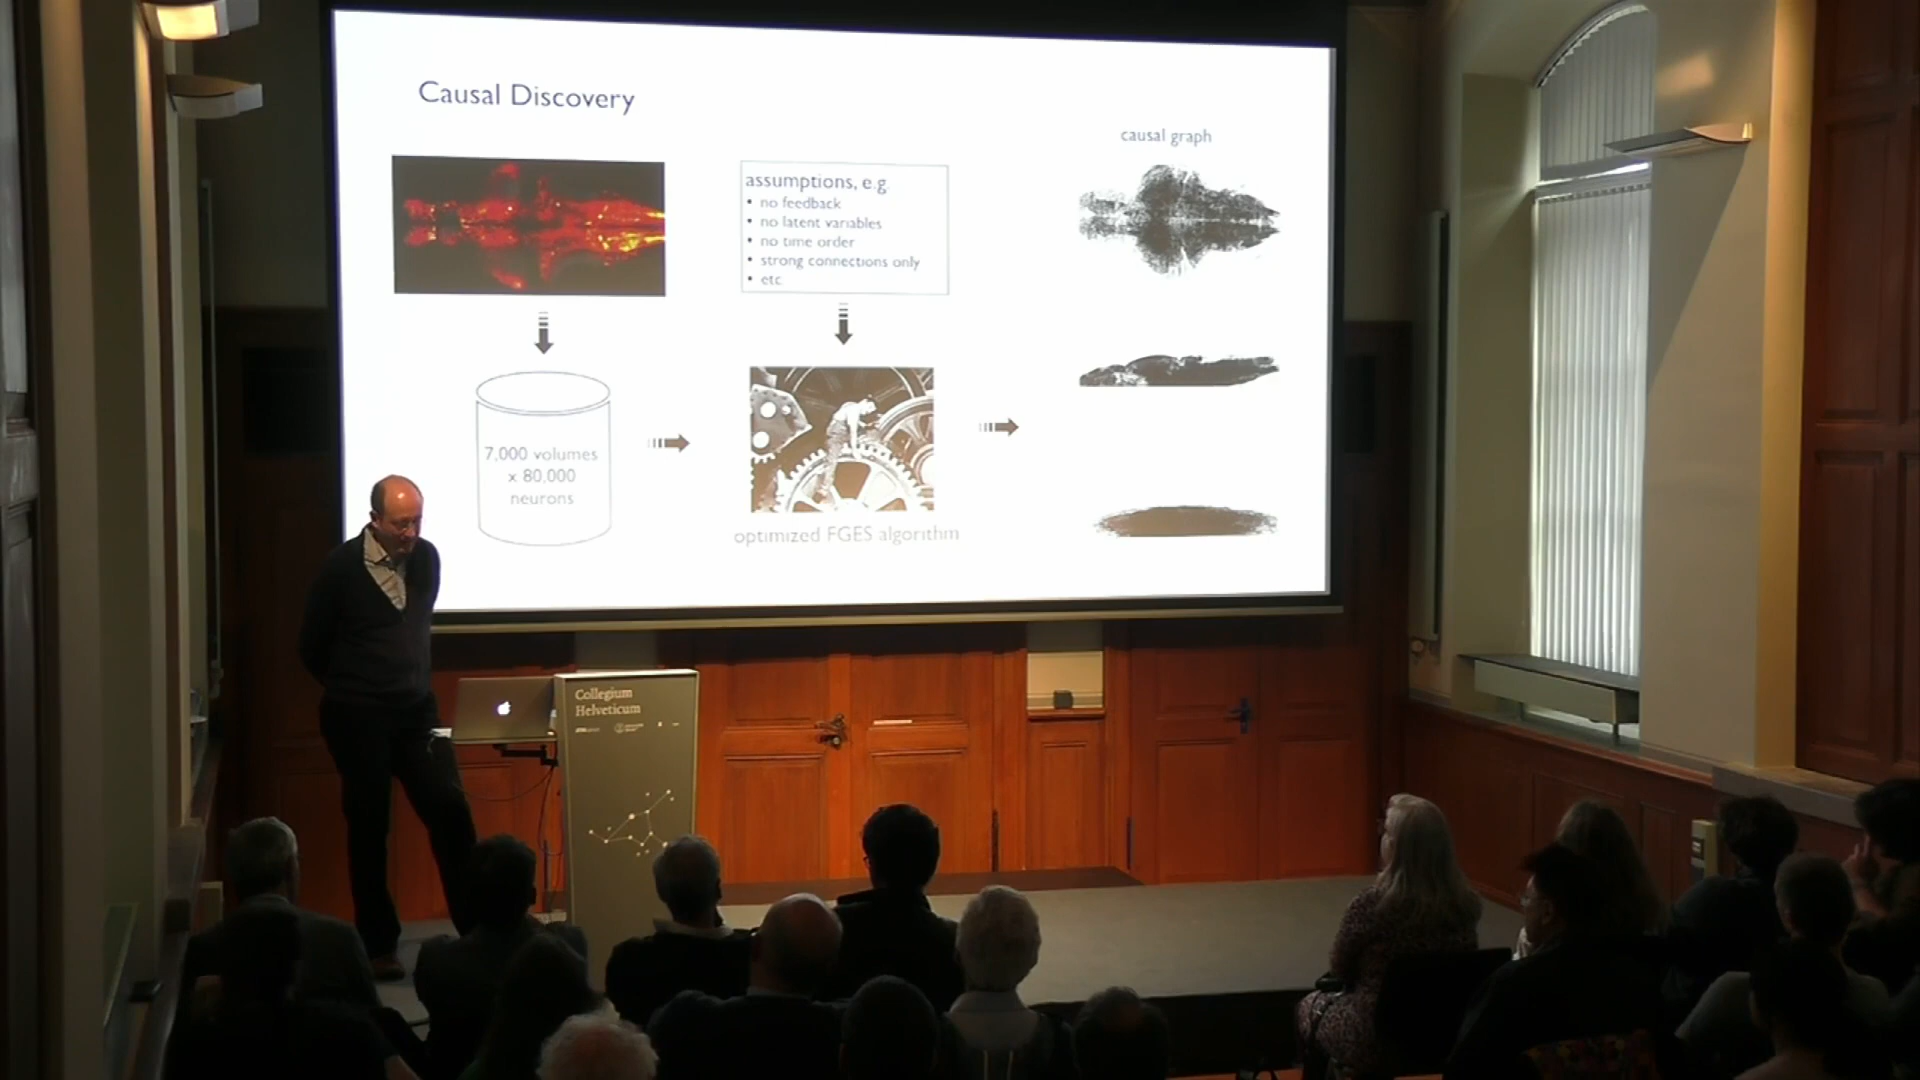 Causal Discovery
causal graph
assumptions, e.g.
• no feedback
• no latent variables
• no time order
• strong connections only
• etc
7,000 volumes
x 80,000
neurons
optimized FGES algorithm
Collegium
Helveticum